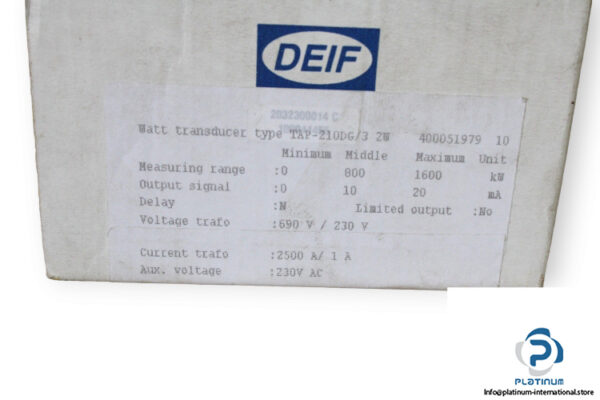 DEIF
2032300014 C
Watt transducer type TAP-210DG/3 2W 400051979 10
Minimum Middle Maximum Unit
Measuring range :0 800 1600 kW
Output signal :0 10 20 mA
Delay :N Limited output :No
Voltage trafo :690 V / 230 V
Current trafo :2500 A/ 1 A
Aux. voltage :230V AC
PLATINUM
Info@platinum-international.store